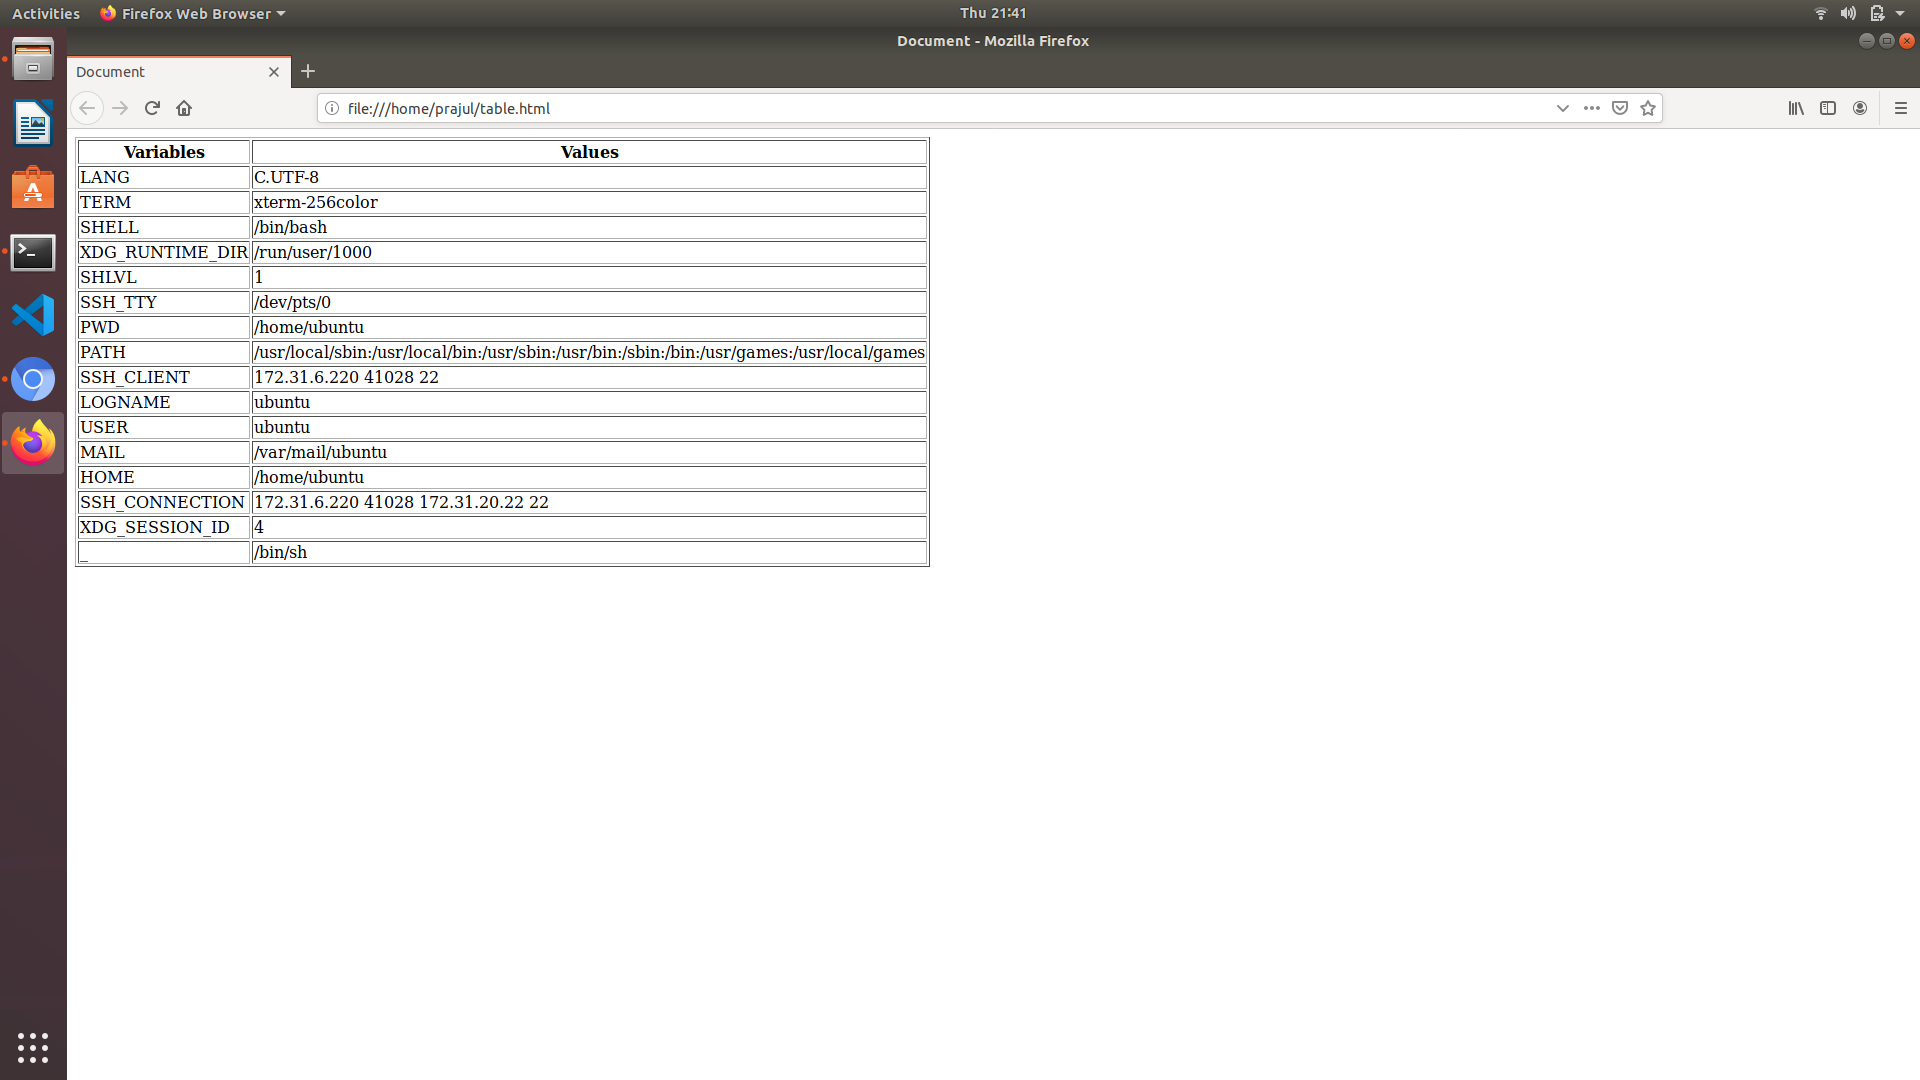 Activities Firefox Web Browser Thu 21:41
Document - Mozilla Firefox
Document
file:///home/prajul/table.html
Variables Values
LANG C.UTF-8
TERM xterm-256color
SHELL /bin/bash
XDG_RUNTIME_DIR /run/user/1000
SHLVL 1
SSH_TTY /dev/pts/0
PWD /home/ubuntu
PATH /usr/local/sbin:/usr/local/bin:/usr/sbin:/usr/bin:/sbin:/bin:/usr/games:/usr/local/games
SSH_CLIENT 172.31.6.220 41028 22
LOGNAME ubuntu
USER ubuntu
MAIL /var/mail/ubuntu
HOME /home/ubuntu
SSH_CONNECTION 172.31.6.220 41028 172.31.20.22 22
XDG_SESSION_ID 4
_ /bin/sh